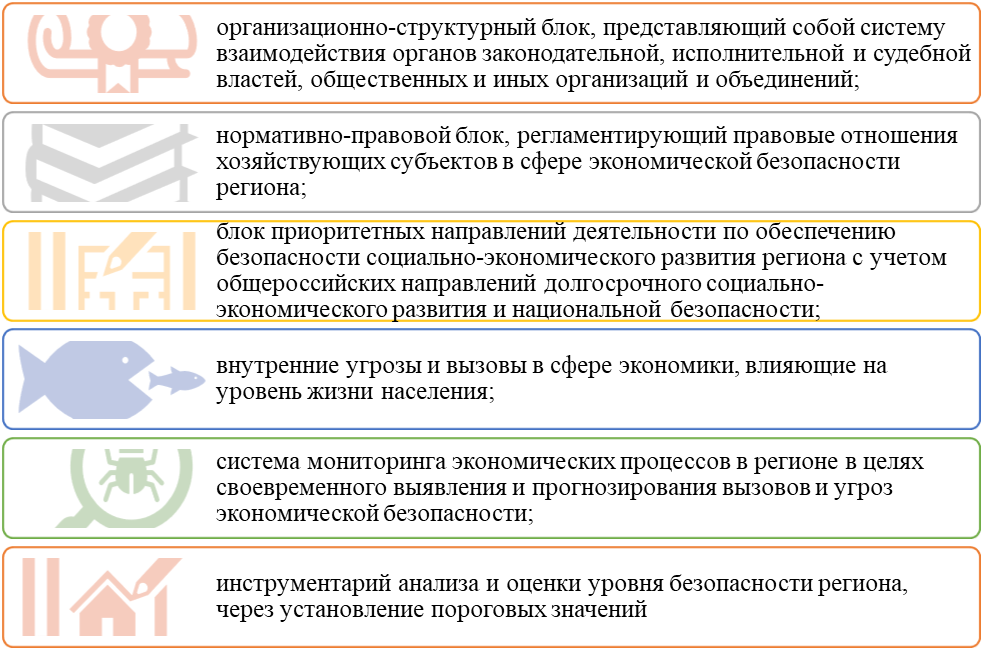 организационно-структурный блок, представляющий собой систему
взаимодействия органов законодательной, исполнительной и судебной
властей, общественных и иных организаций и объединений;
нормативно-правовой блок, регламентирующий правовые отношения
хозяйствующих субъектов в сфере экономической безопасности
региона;
блок приоритетных направлений деятельности по обеспечению
безопасности социально-экономического развития региона с учетом
общероссийских направлений долгосрочного социально-
экономического развития и национальной безопасности;
внутренние угрозы и вызовы в сфере экономики, влияющие на
уровень жизни населения;
система мониторинга экономических процессов в регионе в целях
своевременного выявления и прогнозирования вызовов и угроз
экономической безопасности;
инструментарий анализа и оценки уровня безопасности региона,
через установление пороговых значений